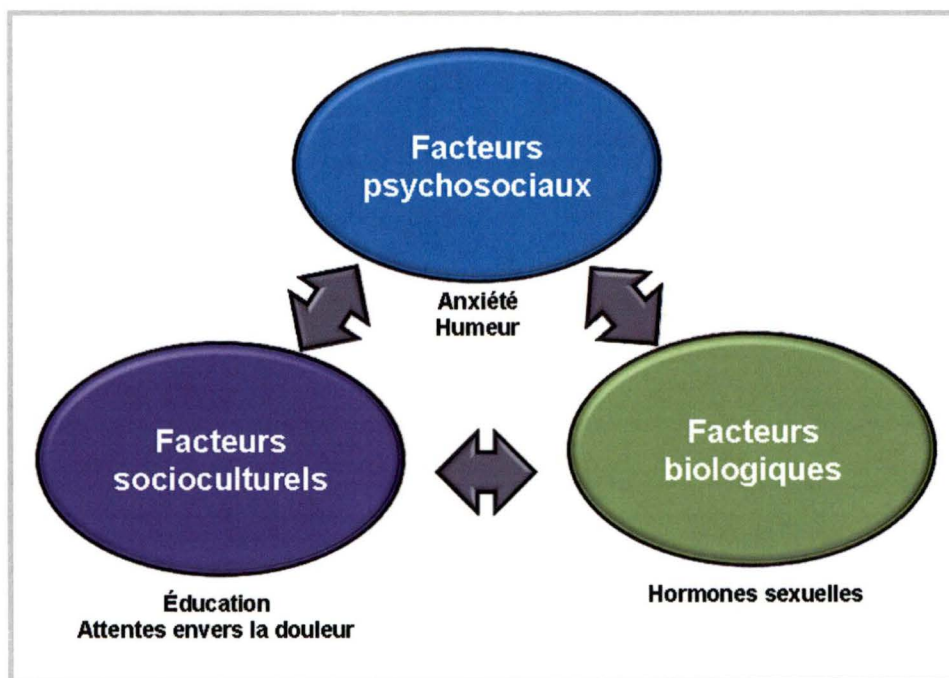 Facteurs
psychosociaux
Anxiété
Humeur
Facteurs
socioculturels
Éducation
Attentes envers la douleur
Facteurs
biologiques
Hormones sexuelles